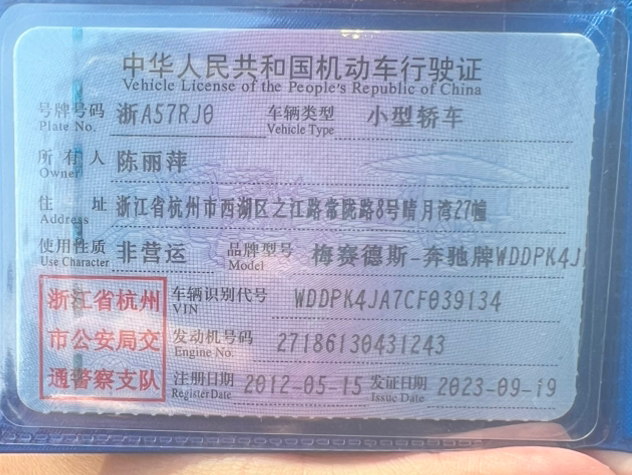 中华人民共和国机动车行驶证
Vehicle License of the People's Republic of China
号牌号码 浙A57RJ0 车辆类型 小型轿车
Plate No. Vehicle Type
所有人 陈丽萍
Owner
住址 浙江省杭州市西湖区之江路常陇路8号晴月湾27幢
Address
使用性质 非营运 品牌型号 梅赛德斯-奔驰牌WDDPK4J
Use Character Model
浙江省杭州 车辆识别代号 WDDPK4JA7CF039134
VIN
市公安局交 发动机号码 27186130431243
Engine No.
通警察支队 注册日期 2012-05-15 发证日期 2023-09-19
Register Date Issue Date